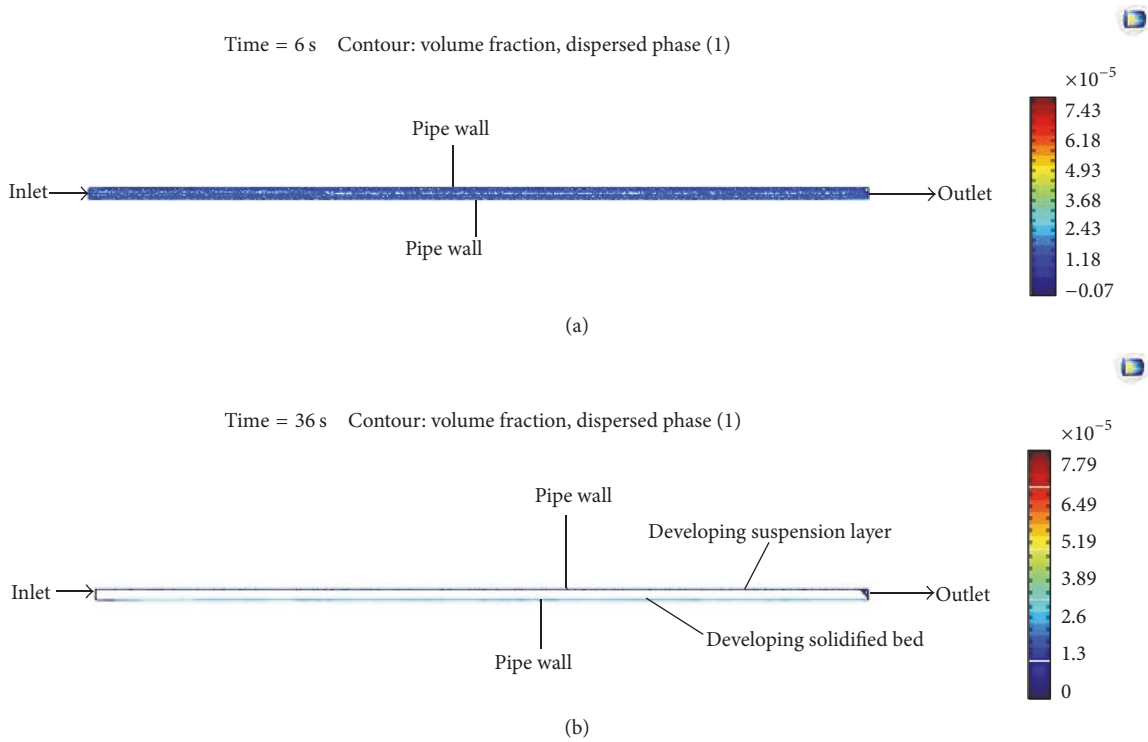 Time = 6 s Contour: volume fraction, dispersed phase (1)
×10⁻⁵
7.43
6.18
4.93
3.68
2.43
1.18
−0.07
Pipe wall
Inlet
Outlet
Pipe wall
(a)
Time = 36 s Contour: volume fraction, dispersed phase (1)
×10⁻⁵
7.79
6.49
5.19
3.89
2.6
1.3
0
Pipe wall
Developing suspension layer
Inlet
Outlet
Developing solidified bed
Pipe wall
(b)